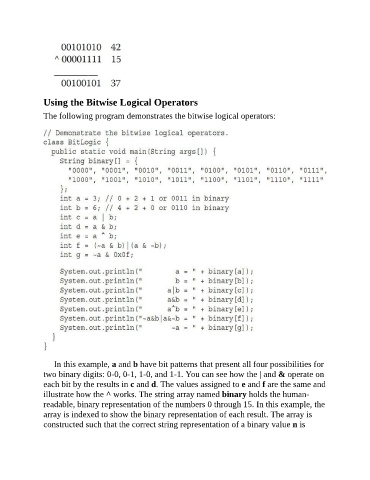 00101010 42
^ 00001111 15
00100101 37
Using the Bitwise Logical Operators
The following program demonstrates the bitwise logical operators:
// Demonstrate the bitwise logical operators.
class BitLogic {
public static void main(String args[]) {
String binary[] = {
"0000", "0001", "0010", "0011", "0100", "0101", "0110", "0111",
"1000", "1001", "1010", "1011", "1100", "1101", "1110", "1111"
};
int a = 3; // 0 + 2 + 1 or 0011 in binary
int b = 6; // 4 + 2 + 0 or 0110 in binary
int c = a | b;
int d = a & b;
int e = a ^ b;
int f = (~a & b)|(a & ~b);
int g = ~a & 0x0f;
System.out.println("        a = " + binary[a]);
System.out.println("        b = " + binary[b]);
System.out.println("      a|b = " + binary[c]);
System.out.println("      a&b = " + binary[d]);
System.out.println("      a^b = " + binary[e]);
System.out.println("~a&b|a&~b = " + binary[f]);
System.out.println("       ~a = " + binary[g]);
}
}
In this example, a and b have bit patterns that present all four possibilities for
two binary digits: 0-0, 0-1, 1-0, and 1-1. You can see how the | and & operate on
each bit by the results in c and d. The values assigned to e and f are the same and
illustrate how the ^ works. The string array named binary holds the human-
readable, binary representation of the numbers 0 through 15. In this example, the
array is indexed to show the binary representation of each result. The array is
constructed such that the correct string representation of a binary value n is